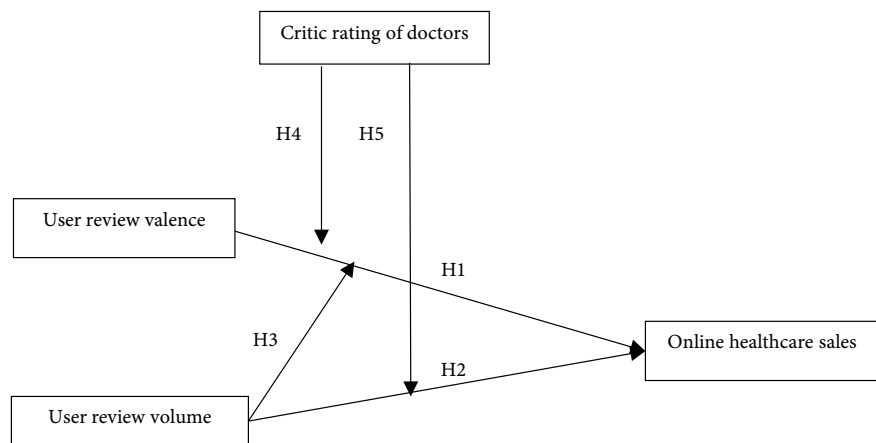 Critic rating of doctors
H4
H5
User review valence
H1
H3
Online healthcare sales
H2
User review volume